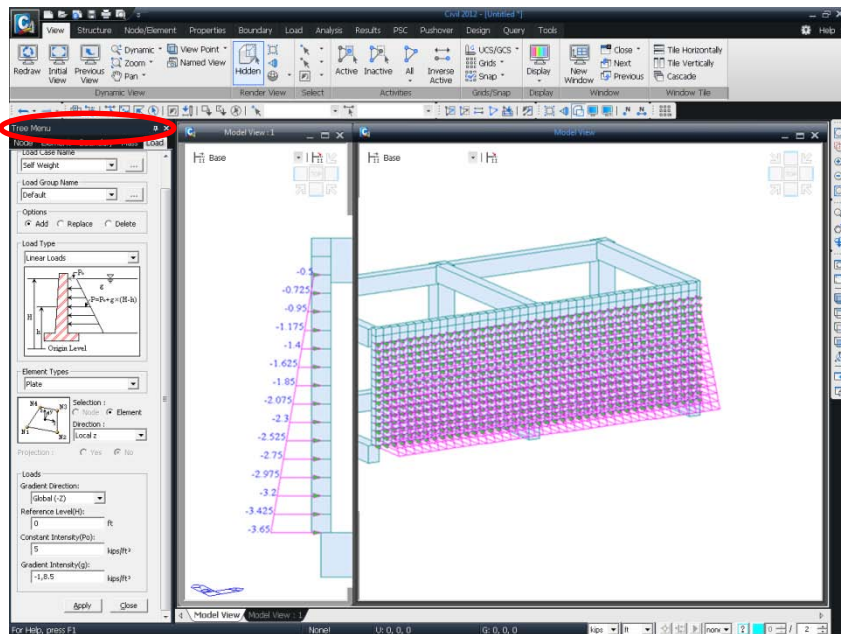 Civil 2012 - [Untitled *]
View Structure Node/Element Properties Boundary Load Analysis Results PSC Pushover Design Query Tools Help
Redraw Initial View Previous View Dynamic Zoom Pan View Point Named View Hidden Active Inactive All Inverse Active UCS/GCS Grids Snap Display New Window Close Next Previous Tile Horizontally Tile Vertically Cascade
Dynamic View Render View Select Activities Grids/Snap Display Window Window Tile
Tree Menu
Node Load
Load Case Name
Self Weight ...
Load Group Name
Default ...
Options
Add Replace Delete
Load Type
Linear Loads
P=P₀+g×(H-h)
H
h
Origin Level
Element Types
Plate
N4 N3
N1 N2
Selection :
Node Element
Direction :
Local z
Projection : Yes No
Loads
Gradient Direction:
Global (-Z)
Reference Level(H):
0 ft
Constant Intensity(Po):
5 kips/ft²
Gradient Intensity(g):
-1,8.5 kips/ft³
Apply Close
Model View : 1
Base
-0.5
-0.725
-0.95
-1.175
-1.4
-1.625
-1.85
-2.075
-2.3
-2.525
-2.75
-2.975
-3.2
-3.425
-3.65
Model View
Base
TOP
Model View Model View : 1
For Help, press F1 None! U: 0, 0, 0 G: 0, 0, 0 kips ft non 0 / 2